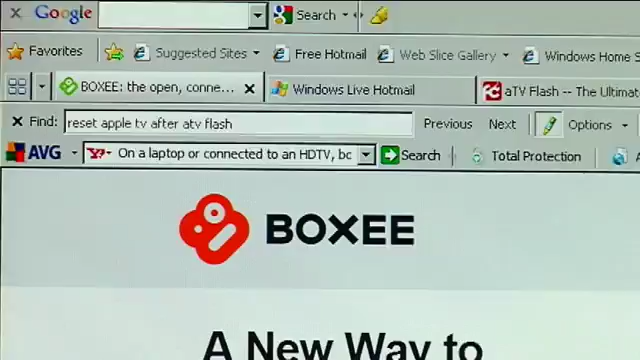 x Google Search
Favorites Suggested Sites Free Hotmail Web Slice Gallery Windows Home S
BOXEE: the open, conne... x Windows Live Hotmail aTV Flash -- The Ultimat
x Find: reset apple tv after atv flash Previous Next Options
AVG Y! On a laptop or connected to an HDTV, bc Search Total Protection A
BOXEE
A New Way to